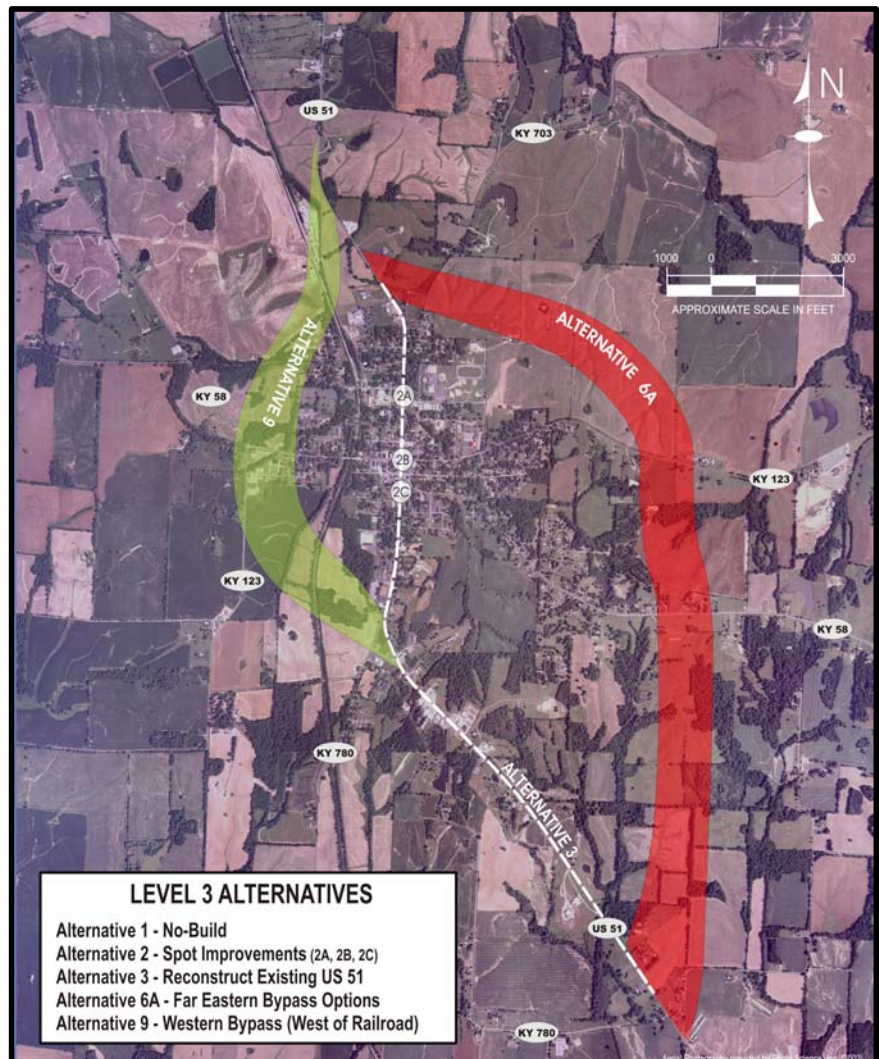 US 51
KY 703
N
1000 0 3000
APPROXIMATE SCALE IN FEET
ALTERNATIVE 6A
ALTERNATIVE 9
KY 58
2A
2B
KY 123
2C
KY 123
KY 58
KY 780
ALTERNATIVE 3
US 51
KY 780
LEVEL 3 ALTERNATIVES
Alternative 1 - No-Build
Alternative 2 - Spot Improvements (2A, 2B, 2C)
Alternative 3 - Reconstruct Existing US 51
Alternative 6A - Far Eastern Bypass Options
Alternative 9 - Western Bypass (West of Railroad)